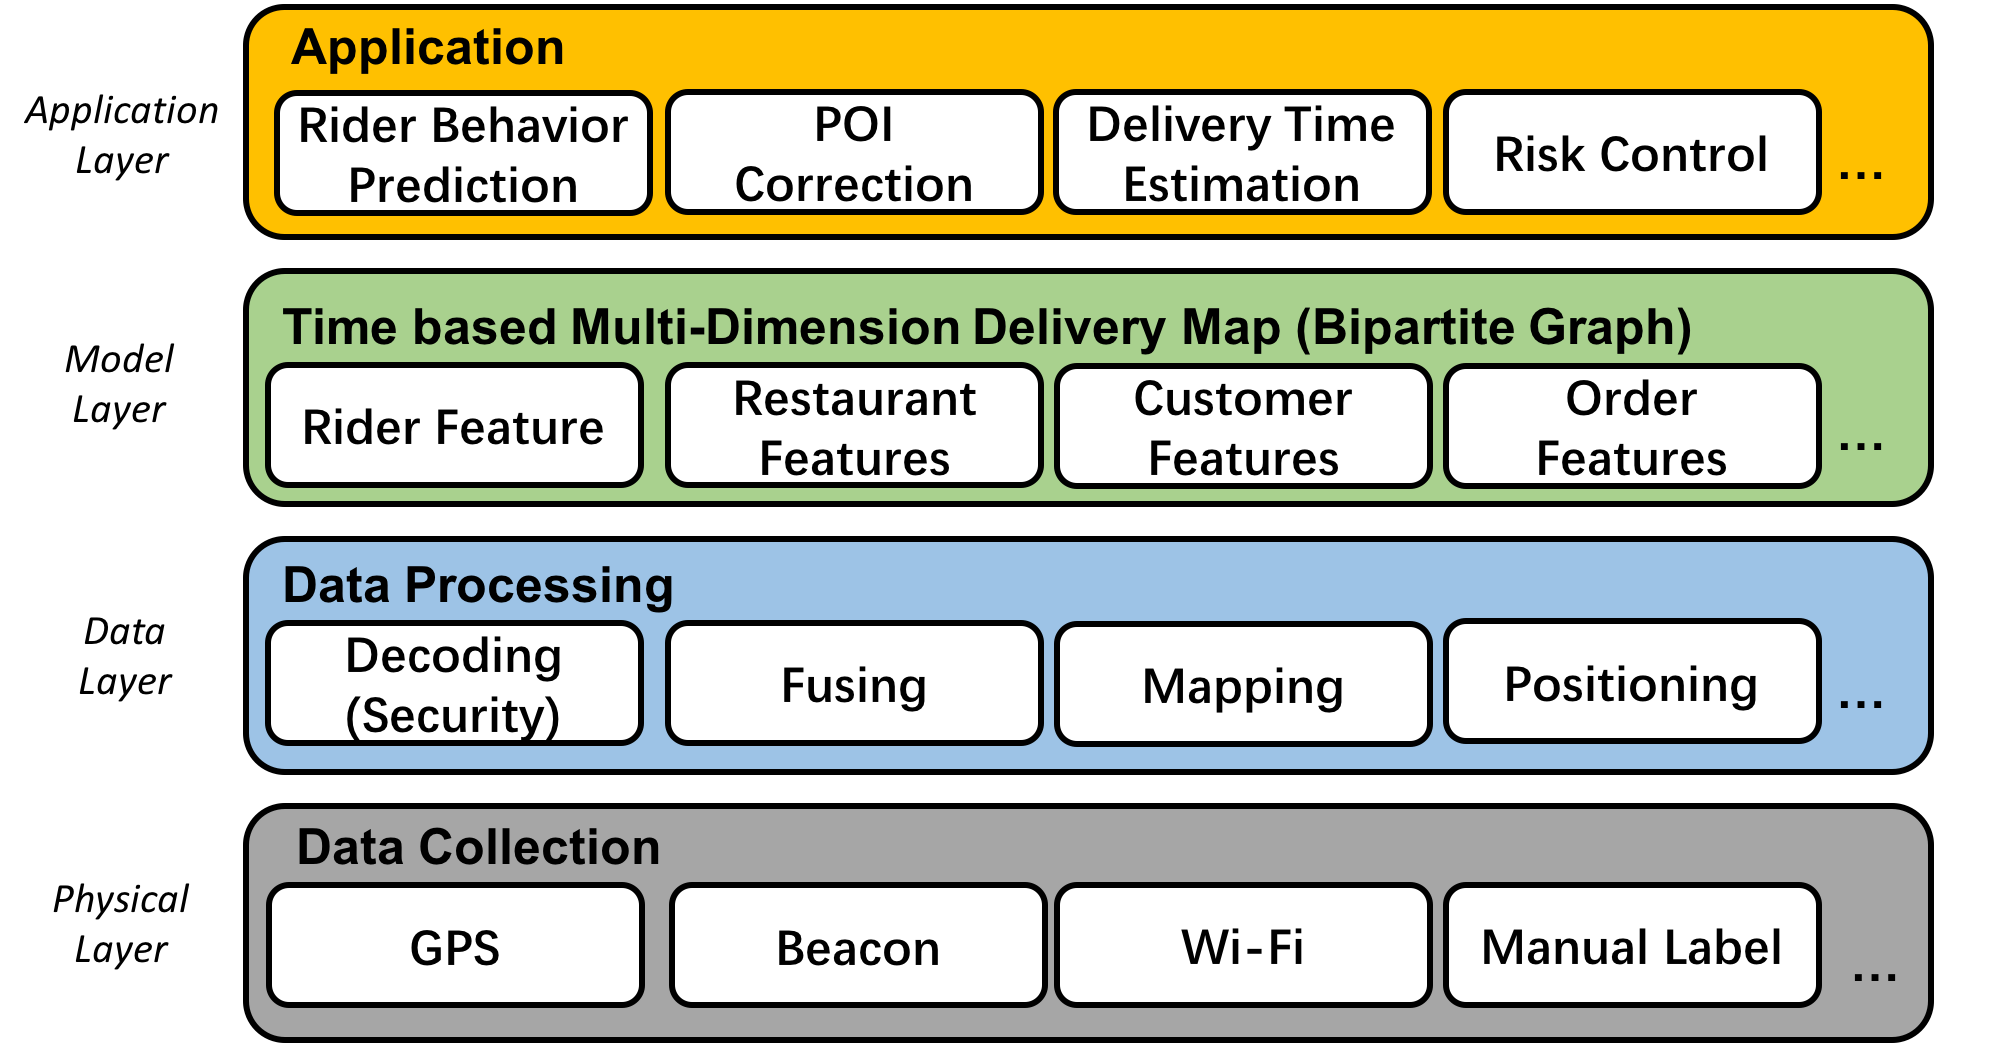 Application
Layer
Application
Rider Behavior
Prediction
POI
Correction
Delivery Time
Estimation
Risk Control
...
Model
Layer
Time based Multi-Dimension Delivery Map (Bipartite Graph)
Rider Feature
Restaurant
Features
Customer
Features
Order
Features
...
Data
Layer
Data Processing
Decoding
(Security)
Fusing
Mapping
Positioning
...
Physical
Layer
Data Collection
GPS
Beacon
Wi-Fi
Manual Label
...